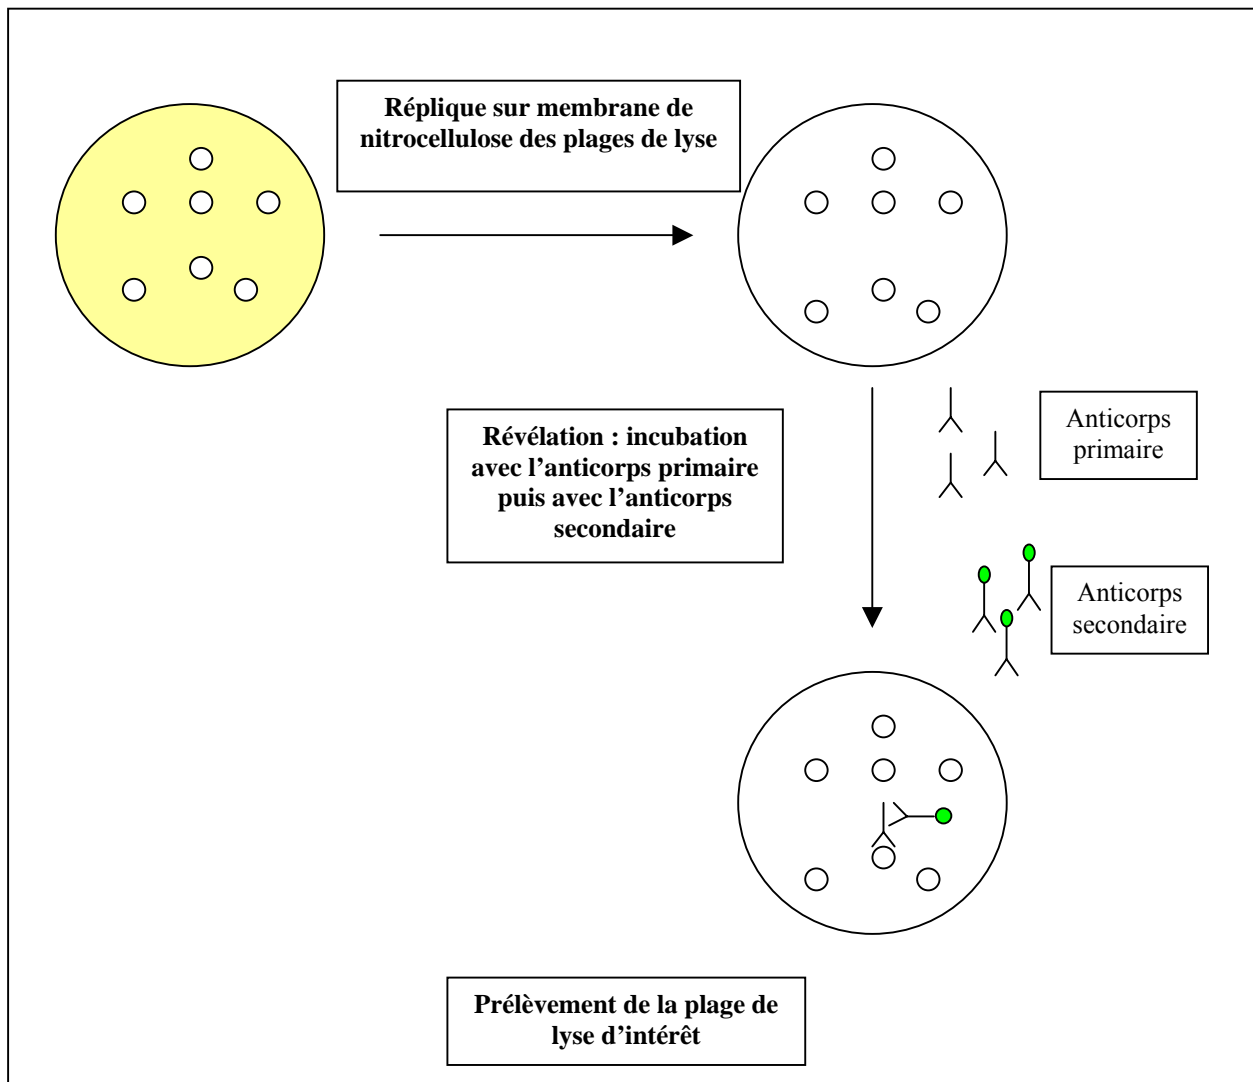 Réplique sur membrane de
nitrocellulose des plages de lyse
Révélation : incubation
avec l’anticorps primaire
puis avec l’anticorps
secondaire
Anticorps
primaire
Anticorps
secondaire
Prélèvement de la plage de
lyse d’intérêt